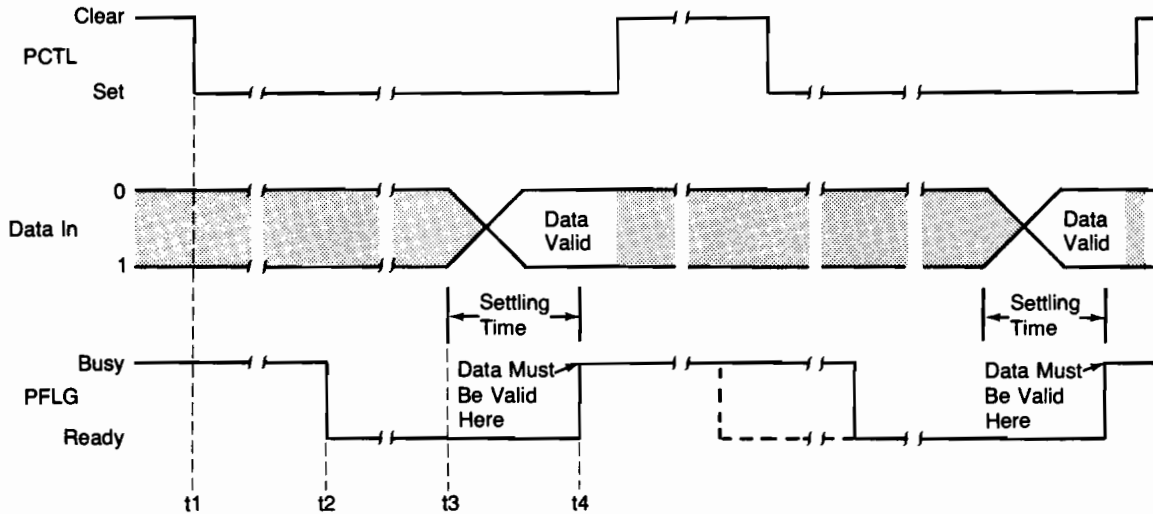 Clear
PCTL
Set
0
Data In
1
Data
Valid
Data
Valid
Settling
Time
Settling
Time
Busy
PFLG
Ready
Data Must
Be Valid
Here
Data Must
Be Valid
Here
t1
t2
t3
t4